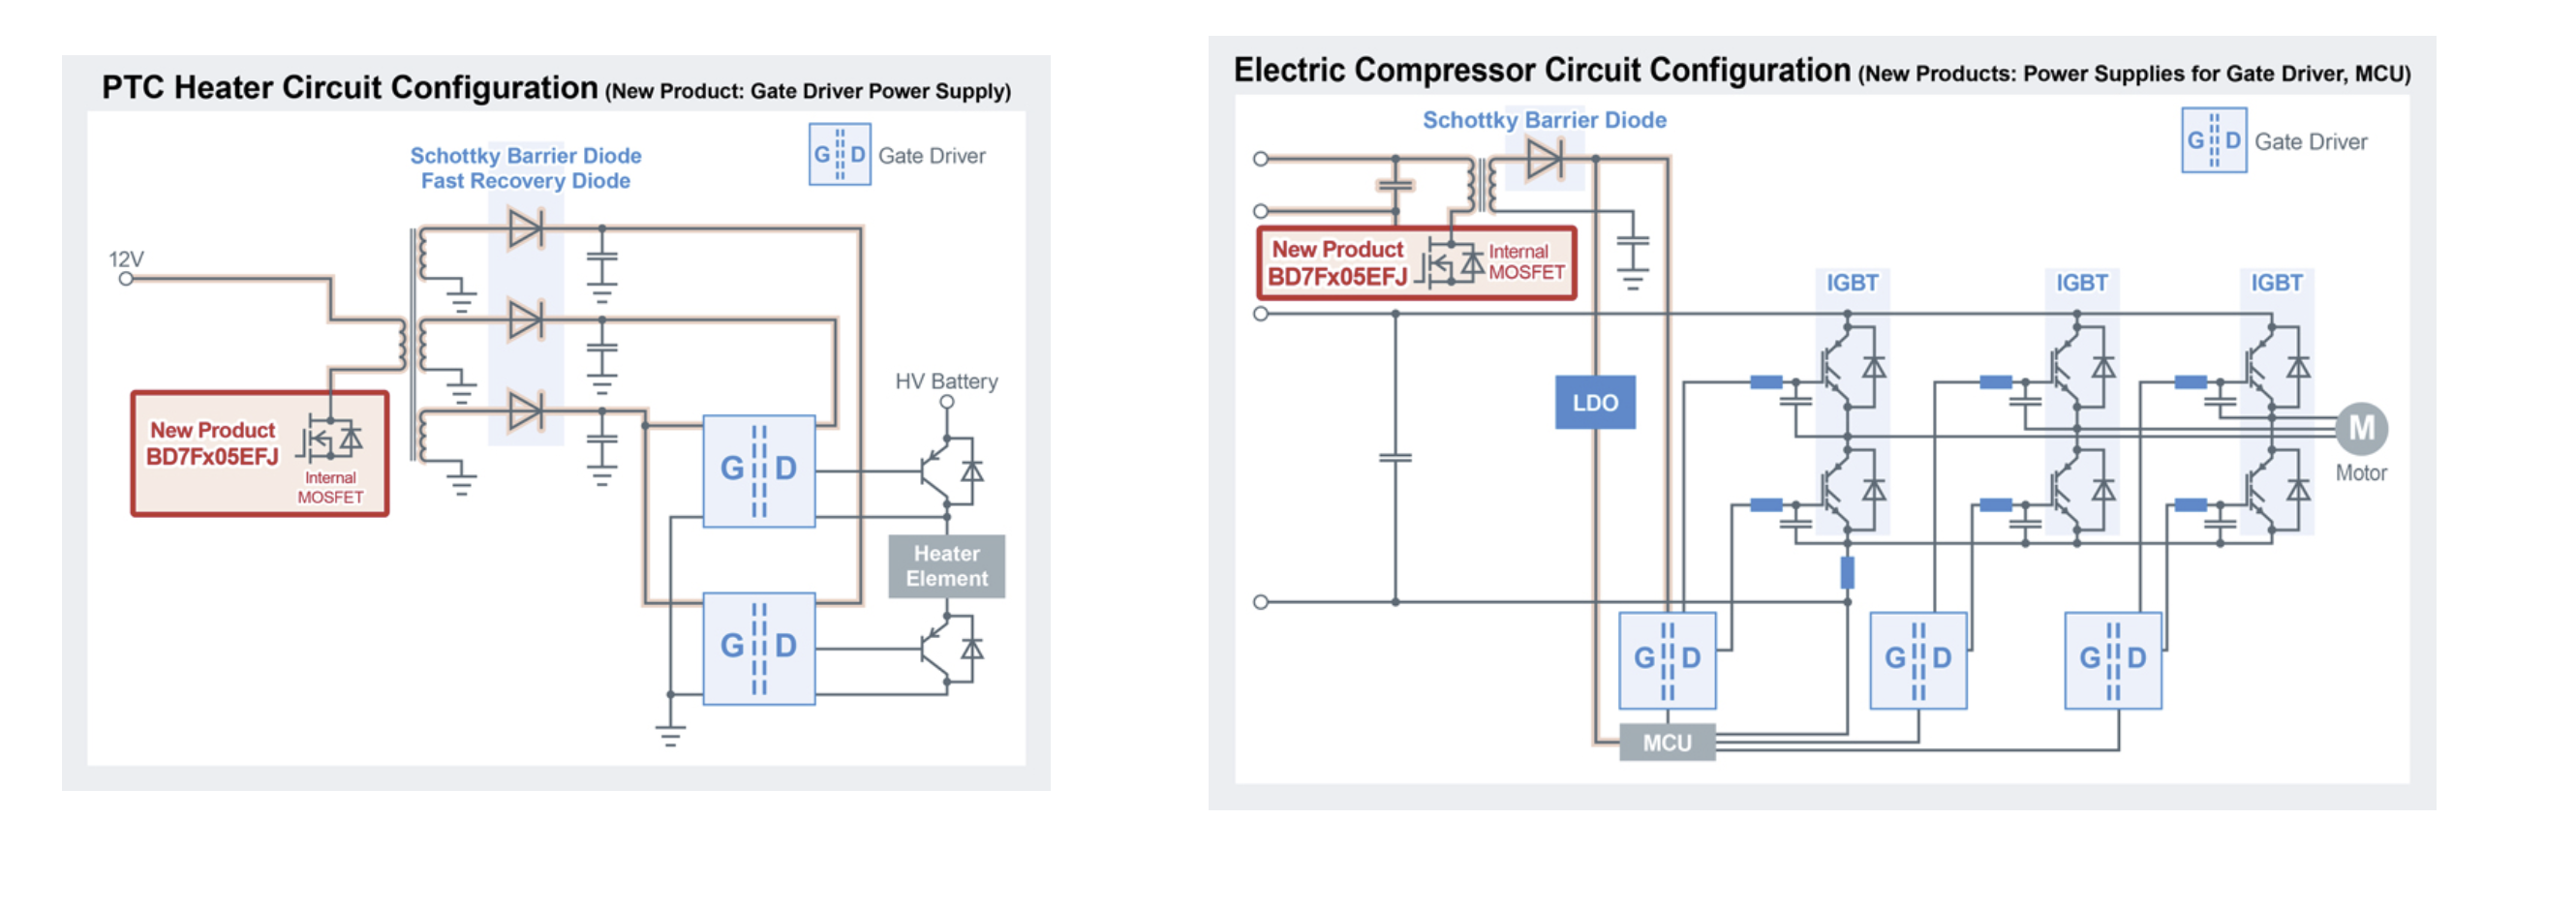 PTC Heater Circuit Configuration (New Product: Gate Driver Power Supply)
Schottky Barrier Diode
Fast Recovery Diode
G D Gate Driver
12V
New Product
BD7Fx05EFJ
Internal
MOSFET
HV Battery
G D
Heater
Element
G D
Electric Compressor Circuit Configuration (New Products: Power Supplies for Gate Driver, MCU)
Schottky Barrier Diode
G D Gate Driver
New Product
BD7Fx05EFJ
Internal
MOSFET
IGBT
IGBT
IGBT
LDO
M
Motor
G D
G D
G D
MCU